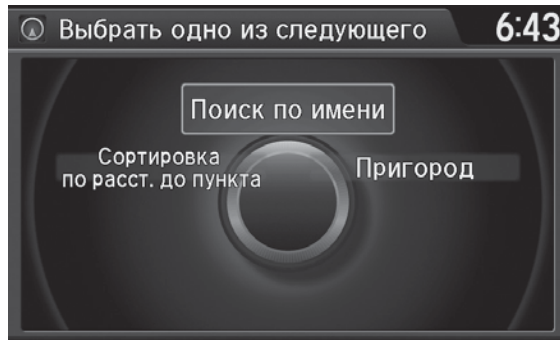 Выбрать одно из следующего
6:43
Поиск по имени
Сортировка
по расст. до пункта
Пригород